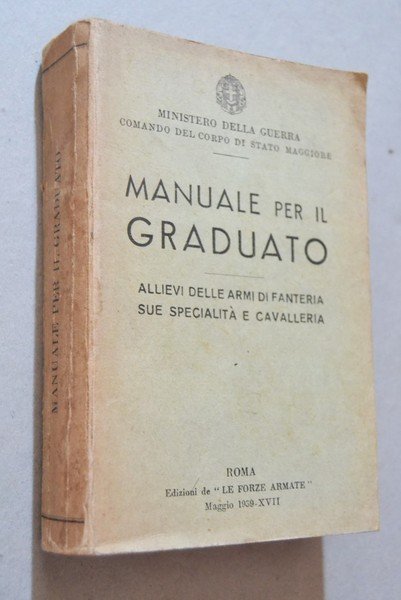 MINISTERO DELLA GUERRA
COMANDO DEL CORPO DI STATO MAGGIORE
MANUALE PER IL
GRADUATO
ALLIEVI DELLE ARMI DI FANTERIA
SUE SPECIALITÀ E CAVALLERIA
ROMA
Edizioni de "LE FORZE ARMATE"
Maggio 1939-XVII
MANUALE PER IL GRADUATO